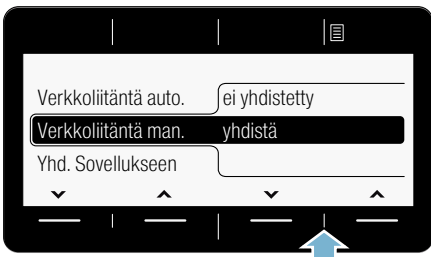 Verkkoliitäntä auto. ei yhdistetty
Verkkoliitäntä man. yhdistä
Yhd. Sovellukseen